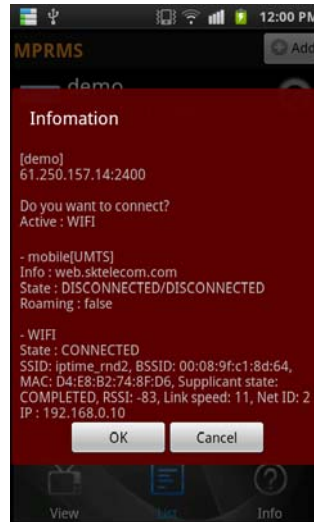 12:00 PM
MPRMS
Add
demo
Infomation
[demo]
61.250.157.14:2400
Do you want to connect?
Active : WIFI
- mobile[UMTS]
Info : web.sktelecom.com
State : DISCONNECTED/DISCONNECTED
Roaming : false
- WIFI
State : CONNECTED
SSID: iptime_rnd2, BSSID: 00:08:9f:c1:8d:64,
MAC: D4:E8:B2:74:8F:D6, Supplicant state:
COMPLETED, RSSI: -83, Link speed: 11, Net ID: 2
IP : 192.168.0.10
OK Cancel
View List Info